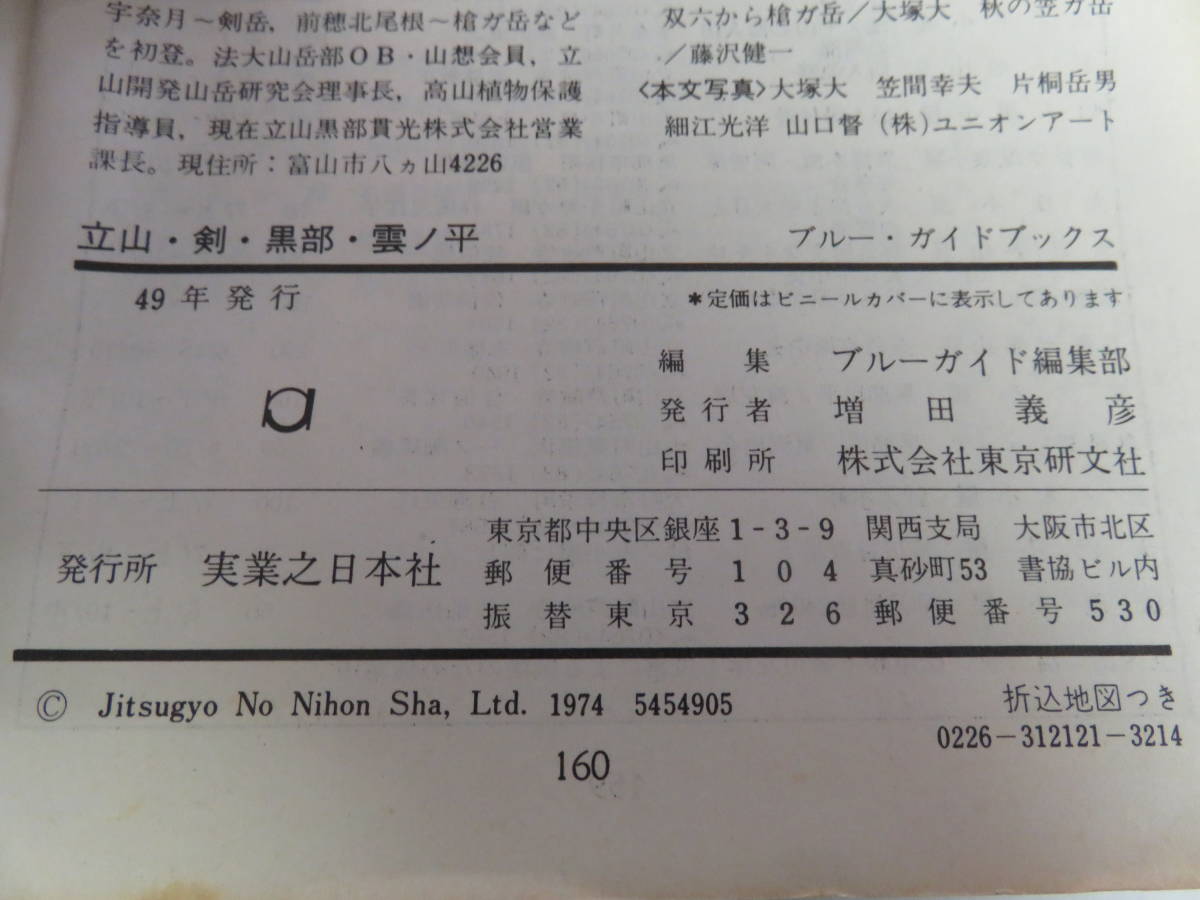 宇奈月～剣岳，前穂北尾根～槍ガ岳など
を初登。法大山岳部ＯＢ・山想会員，立
山開発山岳研究会理事長，高山植物保護
指導員，現在立山黒部貫光株式会社営業
課長。現住所：富山市八ヵ山4226
双六から槍ガ岳／大塚大　秋の笠ガ岳
／藤沢健一
〈本文写真〉大塚大　笠間幸夫　片桐岳男
細江光洋　山口督　(株)ユニオンアート
立山・剣・黒部・雲ノ平　ブルー・ガイドブックス
49年発行　＊定価はビニールカバーに表示してあります
編集　ブルーガイド編集部
発行者　増田義彦
印刷所　株式会社東京研文社
発行所　実業之日本社
東京都中央区銀座1-3-9　関西支局　大阪市北区
郵便番号　104　真砂町53　書協ビル内
振替東京　326　郵便番号530
© Jitsugyo No Nihon Sha, Ltd. 1974 5454905　折込地図つき
0226-312121-3214
160